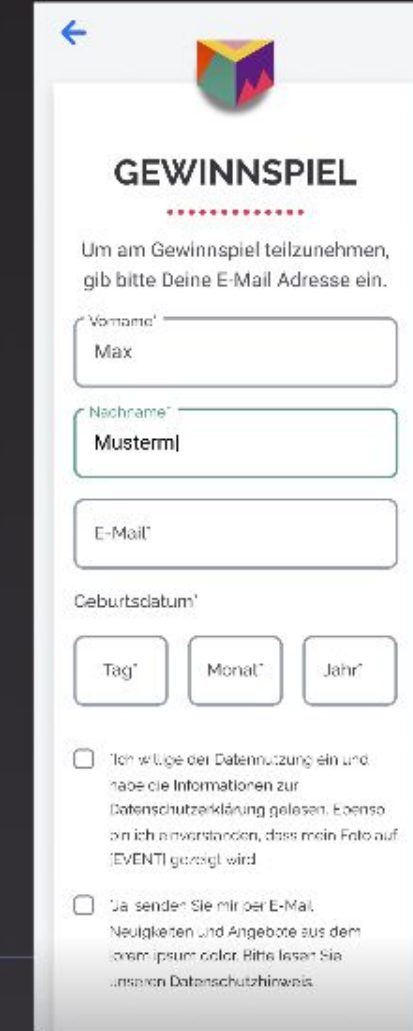 GEWINNSPIEL
Um am Gewinnspiel teilzunehmen,
gib bitte Deine E-Mail Adresse ein.
Vorname*
Max
Nachname*
Musterm
E-Mail*
Geburtsdatum*
Tag* Monat* Jahr*
*Ich willige der Datennutzung ein und
habe die Informationen zur
Datenschutzerklärung gelesen. Ebenso
bin ich einverstanden, dass mein Foto auf
[EVENT] gezeigt wird
*Ja, senden Sie mir per E-Mail
Neuigkeiten und Angebote aus dem
lorem ipsum dolor. Bitte lesen Sie
unseren Datenschutzhinweis.